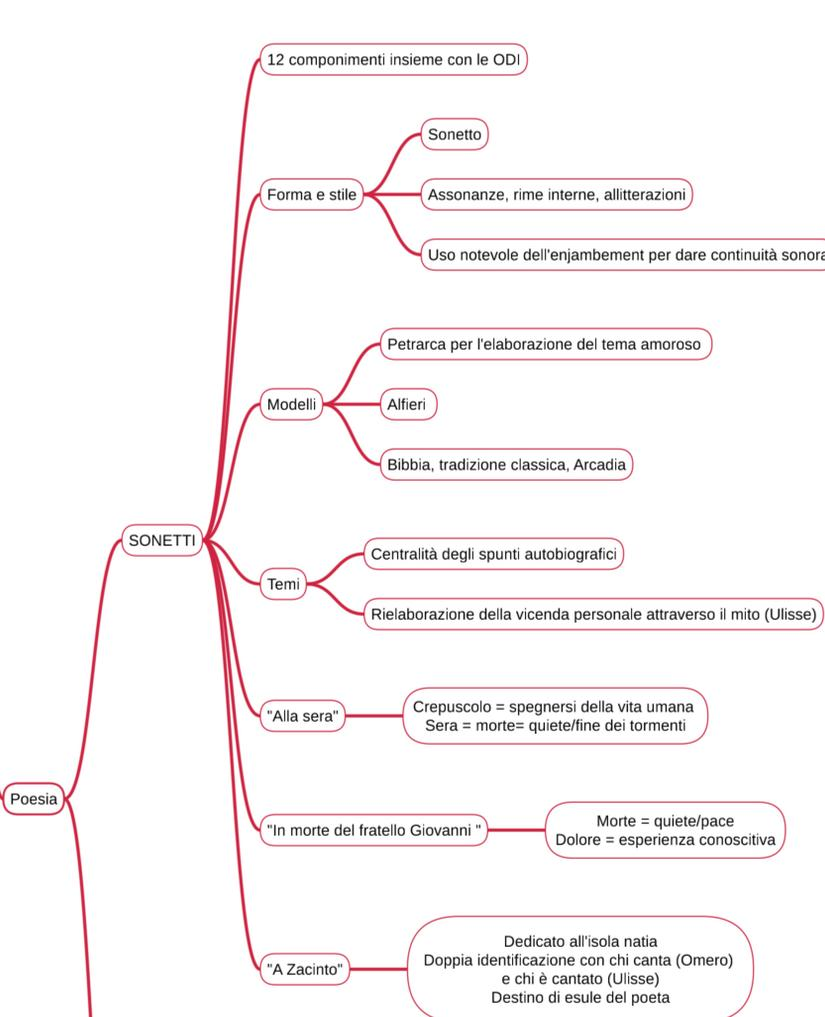 12 componimenti insieme con le ODI
Sonetto
Forma e stile
Assonanze, rime interne, allitterazioni
Uso notevole dell'enjambement per dare continuità sonora
Petrarca per l'elaborazione del tema amoroso
Modelli
Alfieri
Bibbia, tradizione classica, Arcadia
SONETTI
Centralità degli spunti autobiografici
Temi
Rielaborazione della vicenda personale attraverso il mito (Ulisse)
"Alla sera"
Crepuscolo = spegnersi della vita umana
Sera = morte= quiete/fine dei tormenti
Poesia
"In morte del fratello Giovanni "
Morte = quiete/pace
Dolore = esperienza conoscitiva
"A Zacinto"
Dedicato all'isola natia
Doppia identificazione con chi canta (Omero)
e chi è cantato (Ulisse)
Destino di esule del poeta